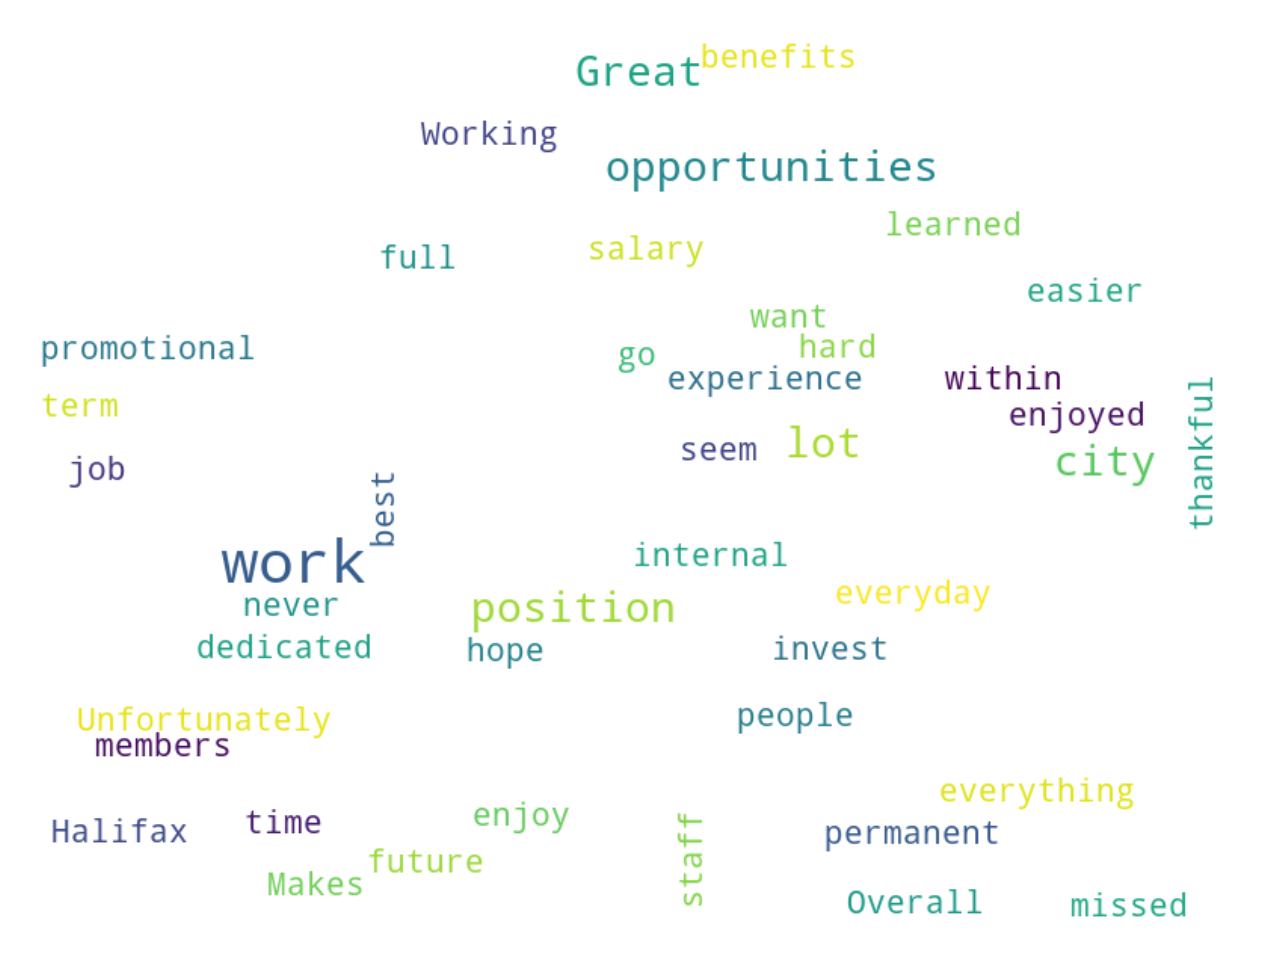 benefits
Great
Working
opportunities
learned
salary
full
easier
want
hard
promotional
go
experience
within
term
enjoyed
thankful
lot
seem
city
job
best
work
internal
everyday
never
position
dedicated
hope
invest
Unfortunately
people
members
everything
enjoy
time
Halifax
permanent
staff
future
Makes
Overall
missed